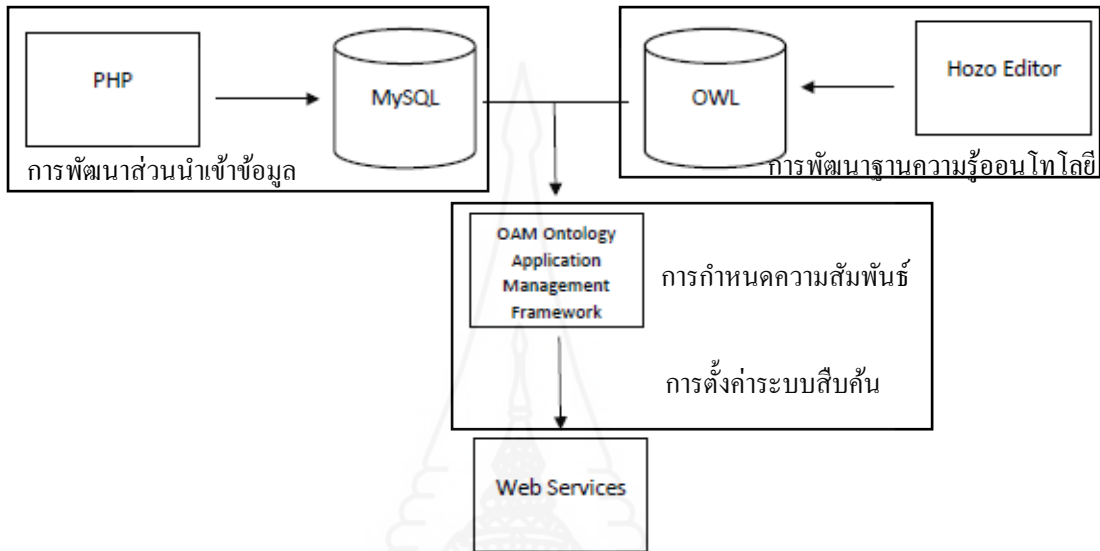 PHP
MySQL
OWL
Hozo Editor
การพัฒนาส่วนนำเข้าข้อมูล
การพัฒนาฐานความรู้ออนโทโลยี
OAM Ontology
Application
Management
Framework
การกำหนดความสัมพันธ์
การตั้งค่าระบบสืบค้น
Web Services